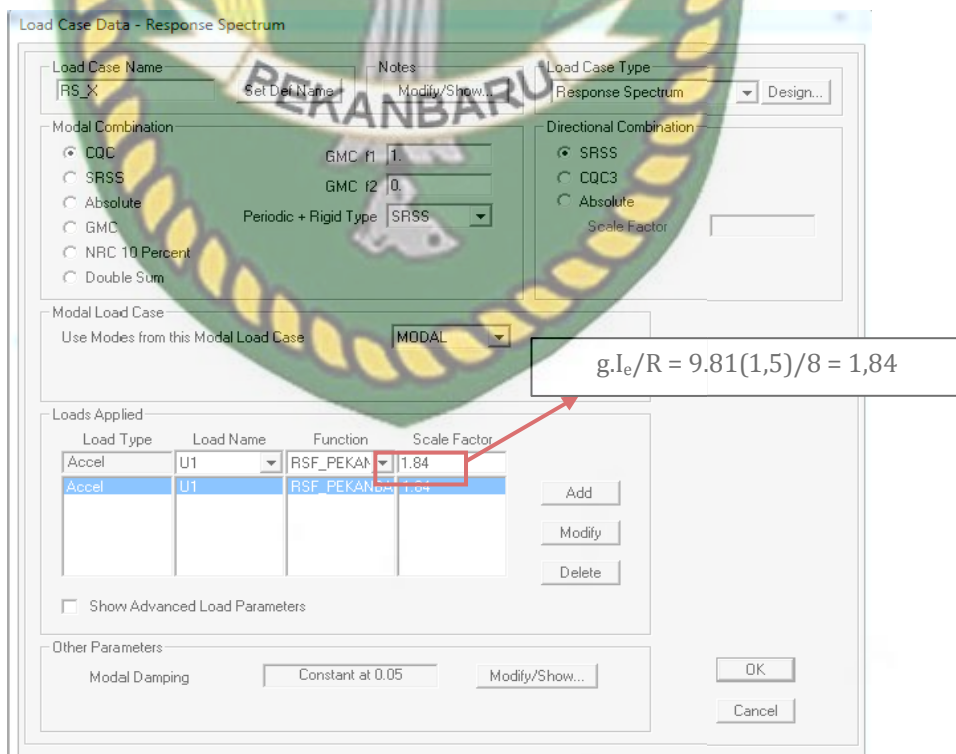 Load Case Data - Response Spectrum
Load Case Name
Notes
Load Case Type
RS_X
Set Def Name
Modify/Show...
Response Spectrum
Design...
PEKANBARU
Modal Combination
Directional Combination
CQC
GMC f1
1.
SRSS
SRSS
GMC f2
0.
CQC3
Absolute
Periodic + Rigid Type
SRSS
Absolute
GMC
Scale Factor
NRC 10 Percent
Double Sum
Modal Load Case
Use Modes from this Modal Load Case
MODAL
g.Iₑ/R = 9.81(1,5)/8 = 1,84
Loads Applied
Load Type
Load Name
Function
Scale Factor
Accel
U1
RSF_PEKAN
1.84
Accel
U1
RSF_PEKANBA
1.84
Add
Modify
Delete
Show Advanced Load Parameters
Other Parameters
Modal Damping
Constant at 0.05
Modify/Show...
OK
Cancel